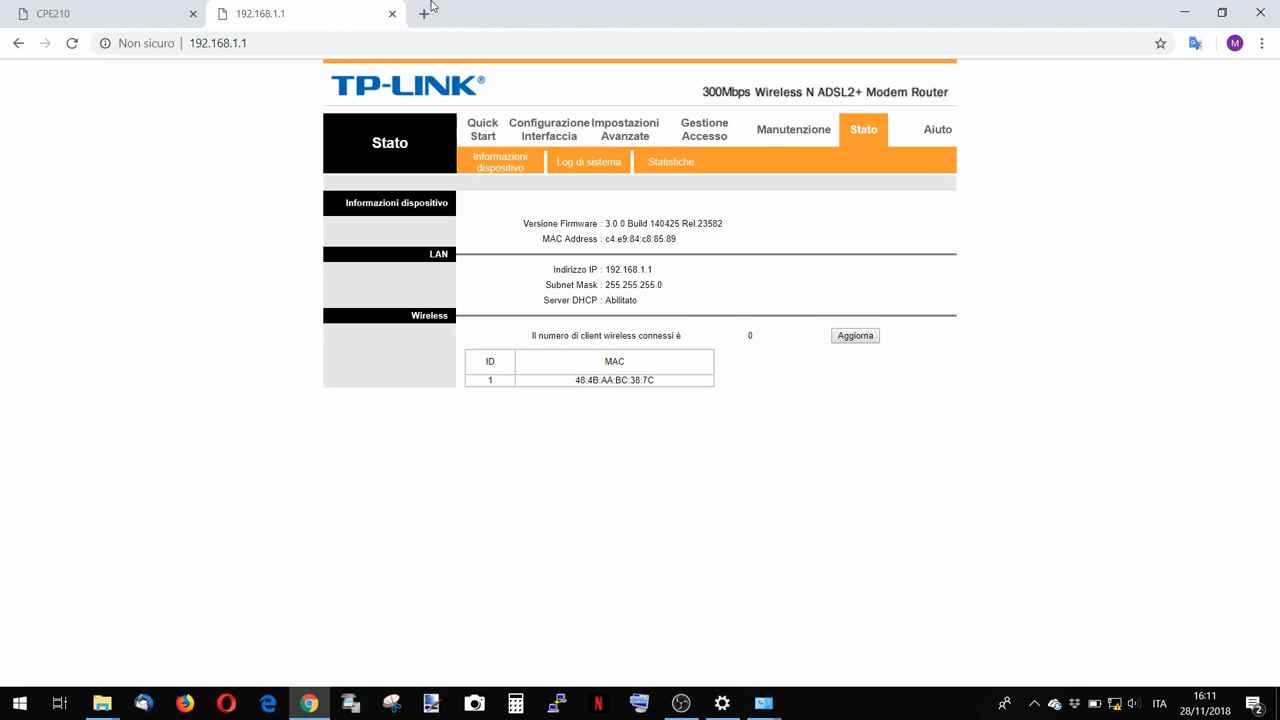 CPE210
192.168.1.1
Non sicuro
192.168.1.1
M
TP-LINK®
300Mbps Wireless N ADSL2+ Modem Router
Stato
Quick Start
Configurazione Interfaccia
Impostazioni Avanzate
Gestione Accesso
Manutenzione
Stato
Aiuto
Informazioni dispositivo
Log di sistema
Statistiche
Informazioni dispositivo
Versione Firmware : 3.0.0 Build 140425 Rel.23582
MAC Address : c4:e9:84:c8:85:89
LAN
Indirizzo IP : 192.168.1.1
Subnet Mask : 255.255.255.0
Server DHCP : Abilitato
Wireless
Il numero di client wireless connessi è 0 Aggiorna
ID MAC
1 48:4B:AA:BC:38:7C
ITA
16:11
28/11/2018
2